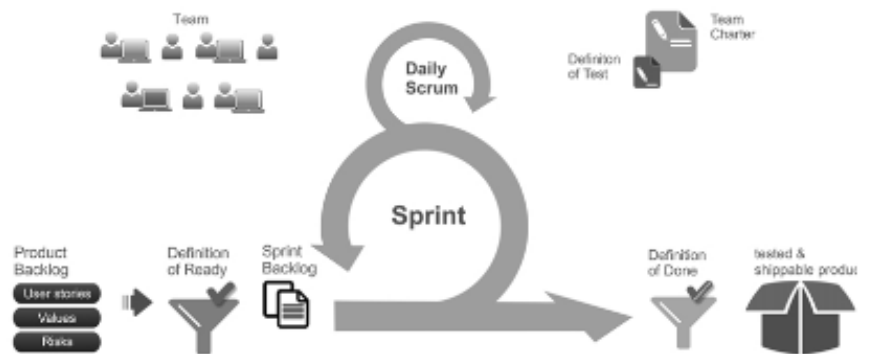 Team
Team
Charter
Definiton
of Test
Daily
Scrum
Sprint
Product
Backlog
User stories
Values
Risks
Definition
of Ready
Sprint
Backlog
Definition
of Done
tested &
shippable produc